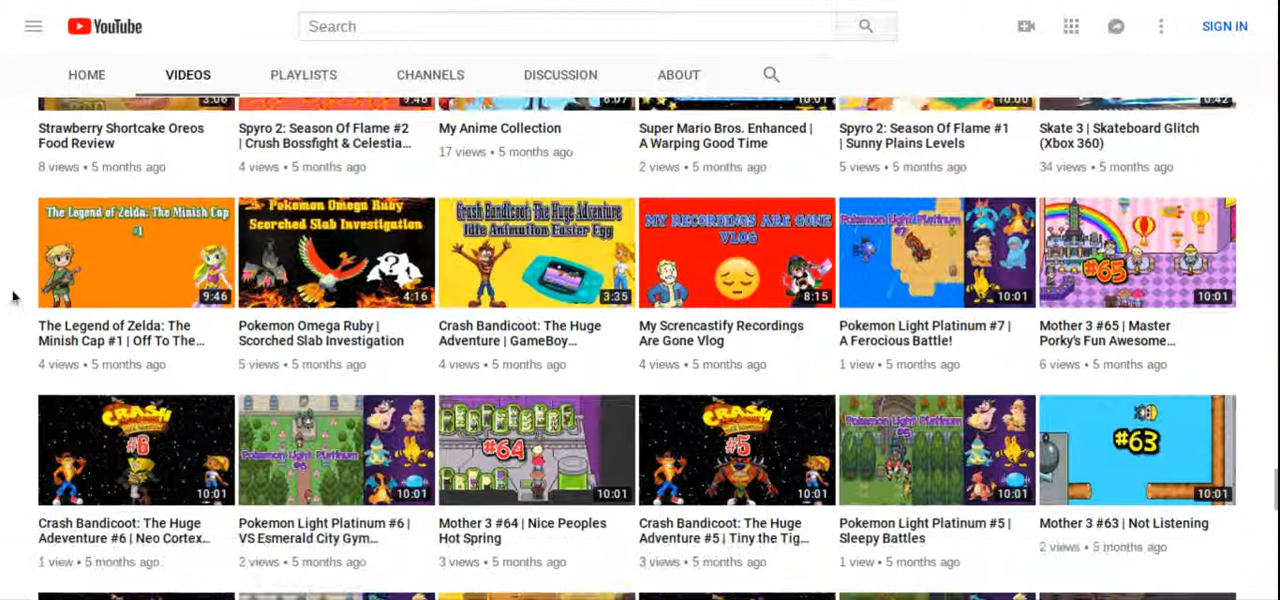 YouTube
Search
SIGN IN
HOME VIDEOS PLAYLISTS CHANNELS DISCUSSION ABOUT
3:06 9:46 6:07 10:01 10:00 0:42
Strawberry Shortcake Oreos
Food Review
8 views • 5 months ago
Spyro 2: Season Of Flame #2
| Crush Bossfight & Celestia...
4 views • 5 months ago
My Anime Collection
17 views • 5 months ago
Super Mario Bros. Enhanced |
A Warping Good Time
2 views • 5 months ago
Spyro 2: Season Of Flame #1
| Sunny Plains Levels
5 views • 5 months ago
Skate 3 | Skateboard Glitch
(Xbox 360)
34 views • 5 months ago
The Legend of Zelda: The Minish Cap
#1
9:46
The Legend of Zelda: The
Minish Cap #1 | Off To The...
4 views • 5 months ago
Pokemon Omega Ruby
Scorched Slab Investigation
?
4:16
Pokemon Omega Ruby |
Scorched Slab Investigation
5 views • 5 months ago
Crash Bandicoot: The Huge Adventure
Idle Animation Easter Egg
3:35
Crash Bandicoot: The Huge
Adventure | GameBoy...
4 views • 5 months ago
MY RECORDINGS ARE GONE
VLOG
8:15
My Screncastify Recordings
Are Gone Vlog
4 views • 5 months ago
Pokemon Light Platinum
#7
10:01
Pokemon Light Platinum #7 |
A Ferocious Battle!
1 view • 5 months ago
#65
10:01
Mother 3 #65 | Master
Porky's Fun Awesome...
6 views • 5 months ago
CRASH
#6
10:01
Crash Bandicoot: The Huge
Adeventure #6 | Neo Cortex...
1 view • 5 months ago
Pokemon Light Platinum
#6
10:01
Pokemon Light Platinum #6 |
VS Esmerald City Gym...
2 views • 5 months ago
#64
10:01
Mother 3 #64 | Nice Peoples
Hot Spring
3 views • 5 months ago
CRASH
#5
10:01
Crash Bandicoot: The Huge
Adventure #5 | Tiny the Tig...
3 views • 5 months ago
Pokemon Light Platinum
#5
10:01
Pokemon Light Platinum #5 |
Sleepy Battles
1 view • 5 months ago
#63
10:01
Mother 3 #63 | Not Listening
2 views • 5 months ago